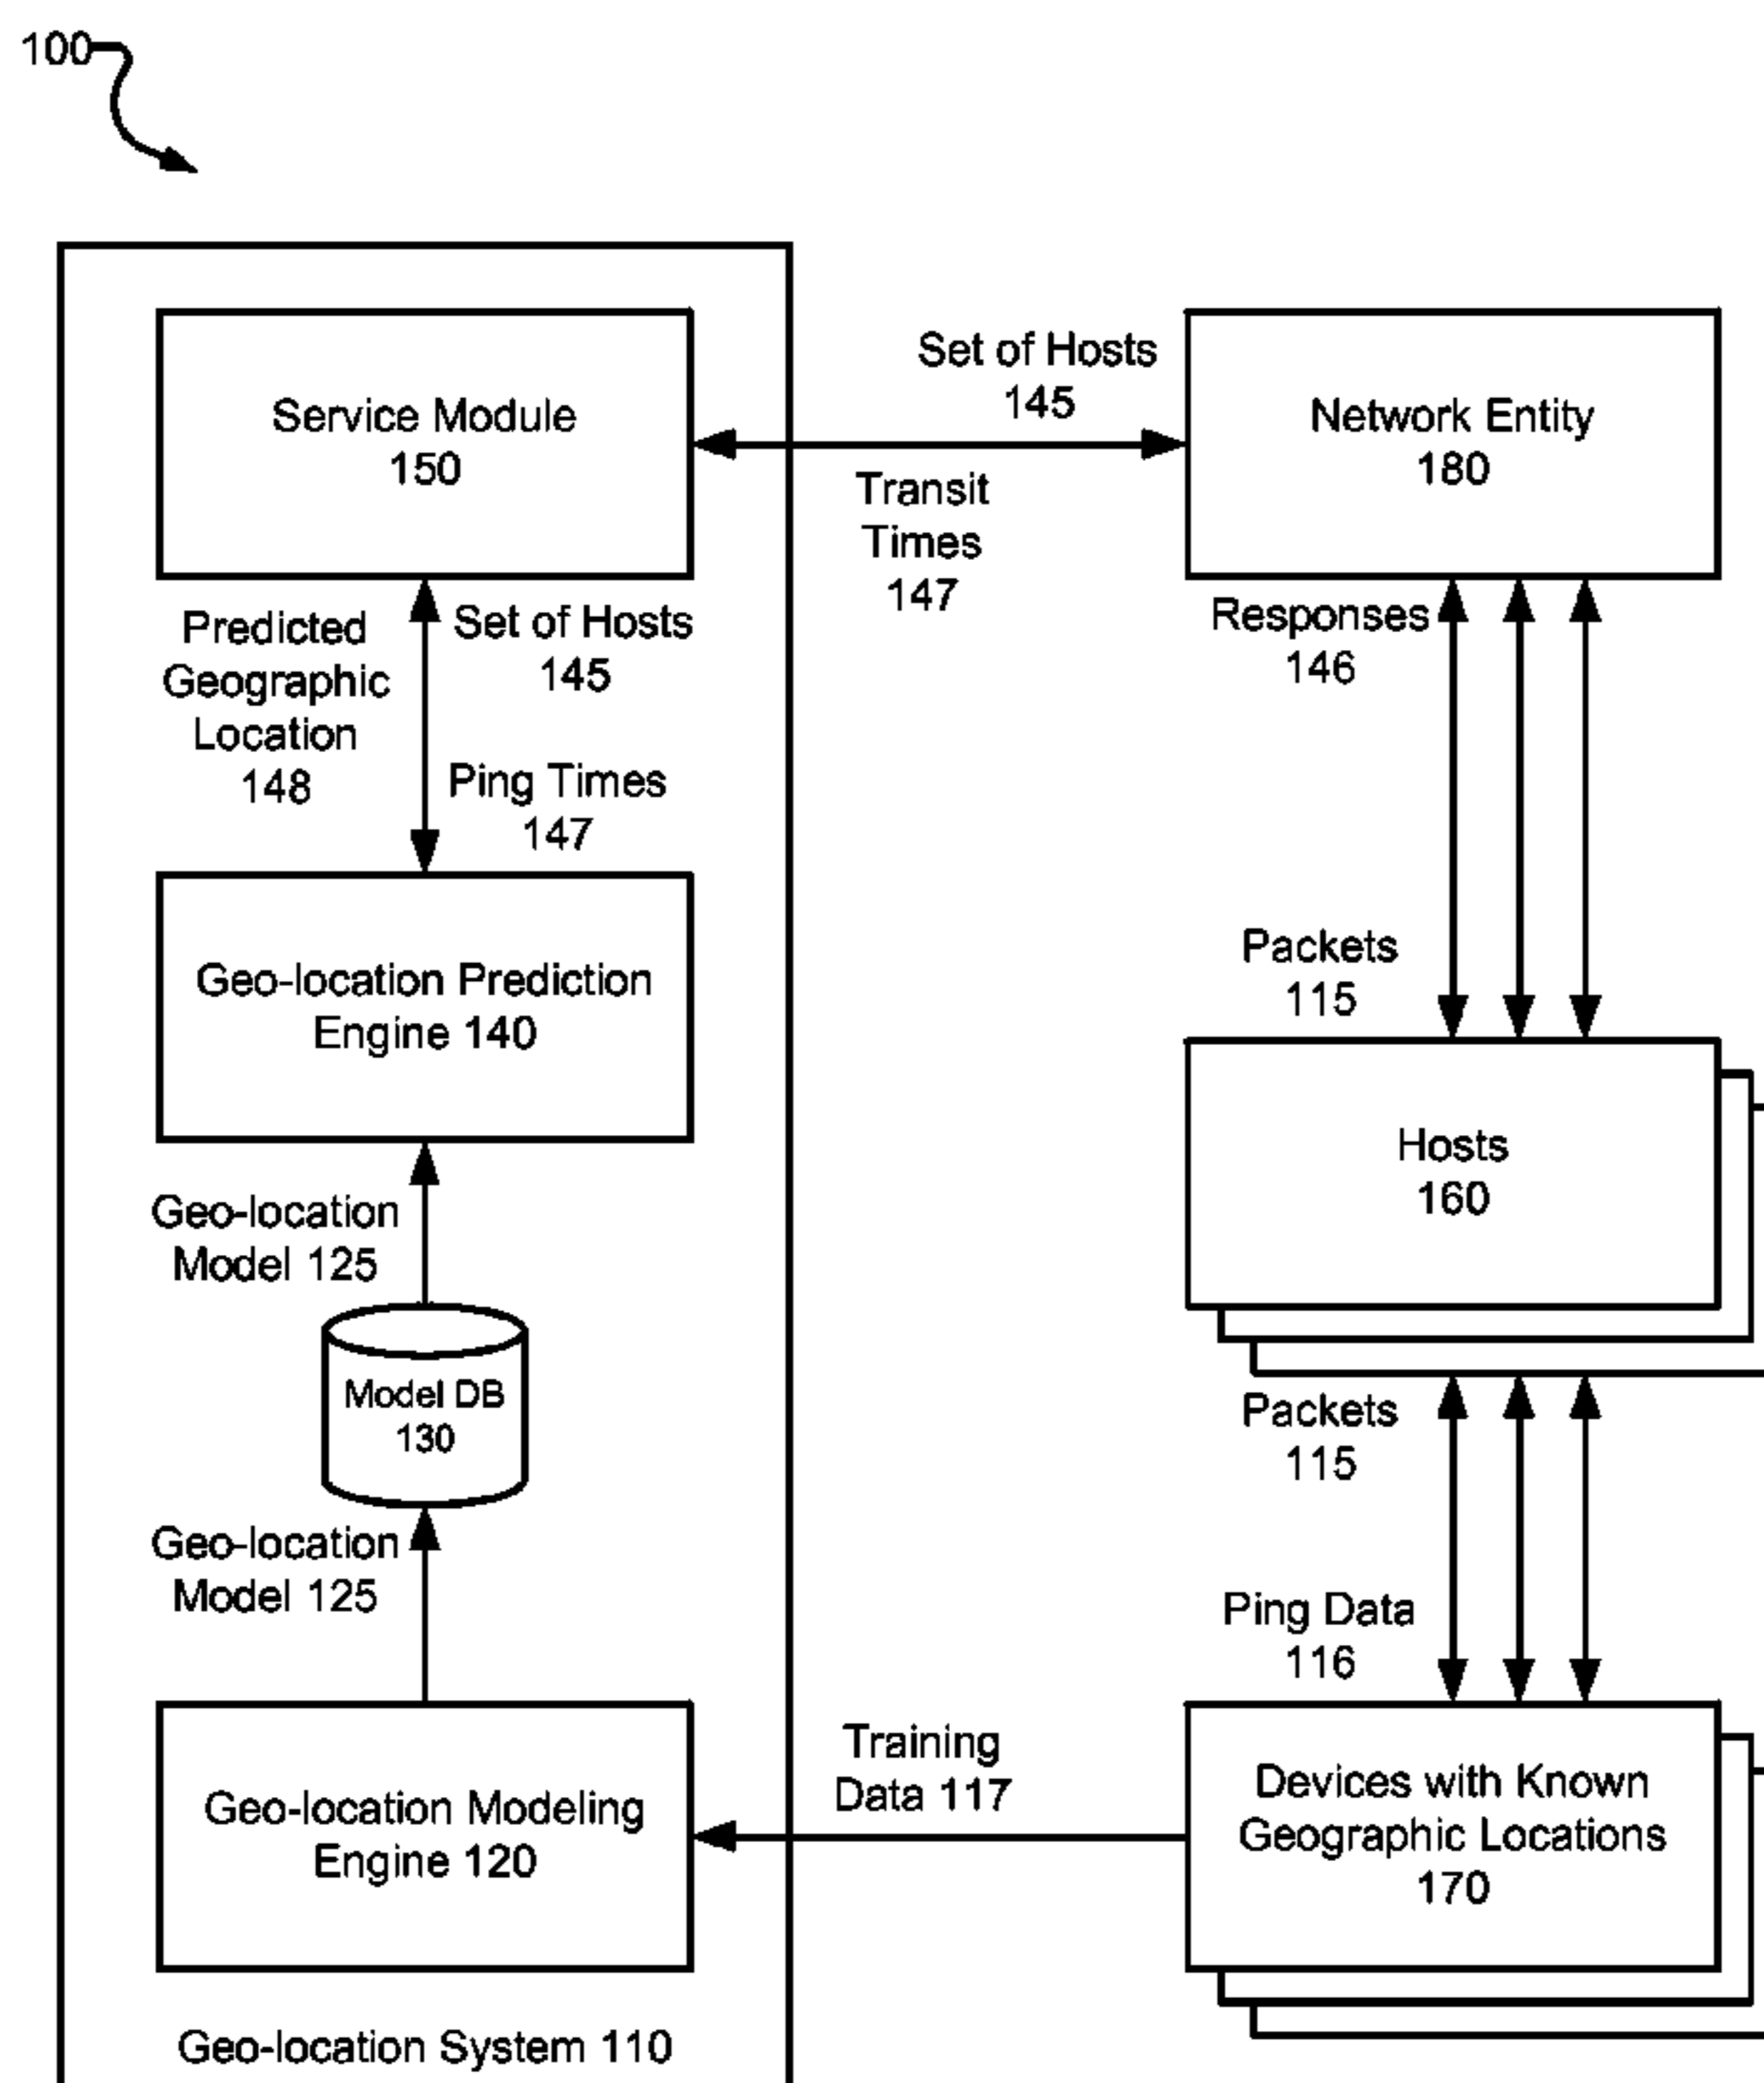 100
Service Module
150
Set of Hosts
145
Transit
Times
147
Network Entity
180
Predicted
Geographic
Location
148
Set of Hosts
145
Ping Times
147
Responses
146
Packets
115
Geo-location Prediction
Engine 140
Hosts
160
Geo-location
Model 125
Model DB
130
Packets
115
Geo-location
Model 125
Ping Data
116
Geo-location Modeling
Engine 120
Training
Data 117
Devices with Known
Geographic Locations
170
Geo-location System 110